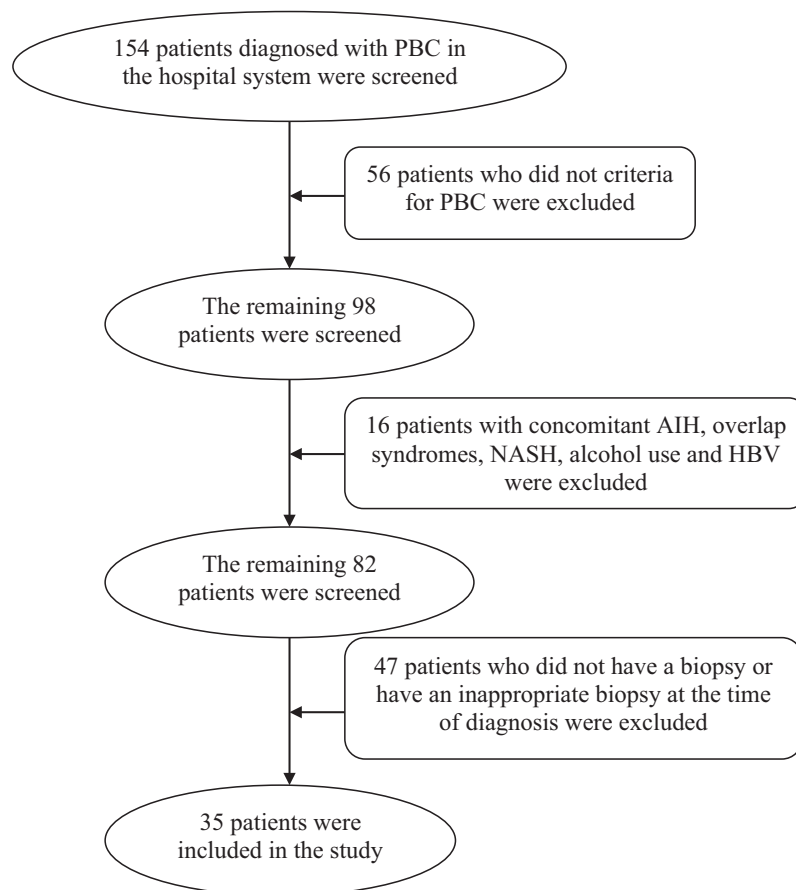 154 patients diagnosed with PBC in
the hospital system were screened
56 patients who did not criteria
for PBC were excluded
The remaining 98
patients were screened
16 patients with concomitant AIH, overlap
syndromes, NASH, alcohol use and HBV
were excluded
The remaining 82
patients were screened
47 patients who did not have a biopsy or
have an inappropriate biopsy at the time
of diagnosis were excluded
35 patients were
included in the study